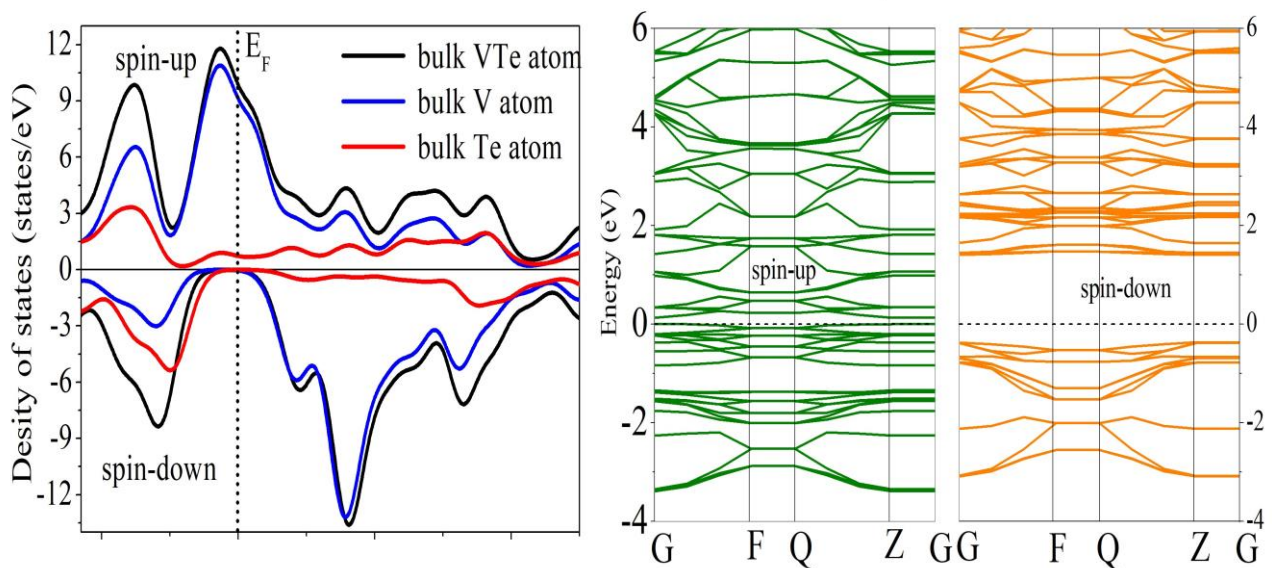 Desity of states (states/eV)
12
9
6
3
0
-3
-6
-9
-12
spin-up
E_F
bulk VTe atom
bulk V atom
bulk Te atom
spin-down
Energy (eV)
6
4
2
0
-2
-4
spin-up
G F Q Z G
spin-down
6
4
2
0
-2
-4
G F Q Z G